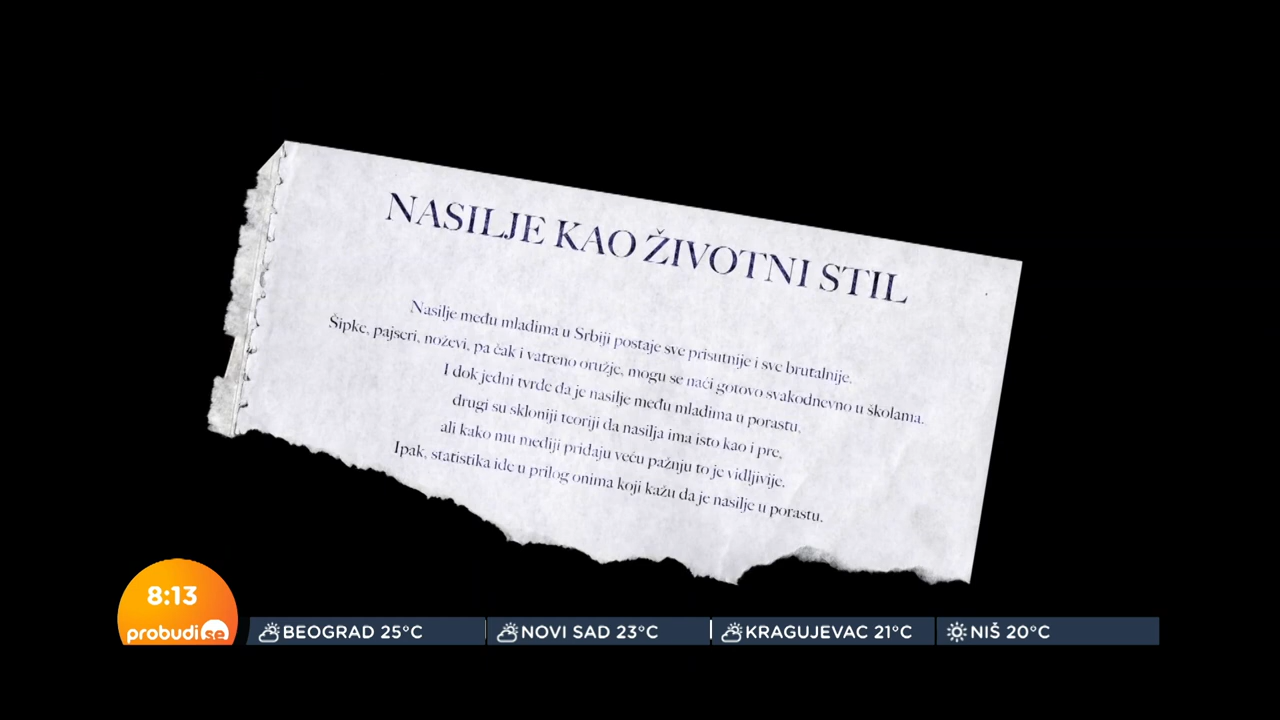 NASILJE KAO ŽIVOTNI STIL
Nasilje među mladima u Srbiji postaje sve prisutnije i sve brutalnije.
Šipke, pajseri, noževi, pa čak i vatreno oružje, mogu se naći gotovo svakodnevno u školama.
I dok jedni tvrde da je nasilje među mladima u porastu,
drugi su skloniji teoriji da nasilja ima isto kao i pre,
ali kako mu mediji pridaju veću pažnju to je vidljivije.
Ipak, statistika ide u prilog onima koji kažu da je nasilje u porastu.
8:13
probudi se
BEOGRAD 25°C
NOVI SAD 23°C
KRAGUJEVAC 21°C
NIŠ 20°C